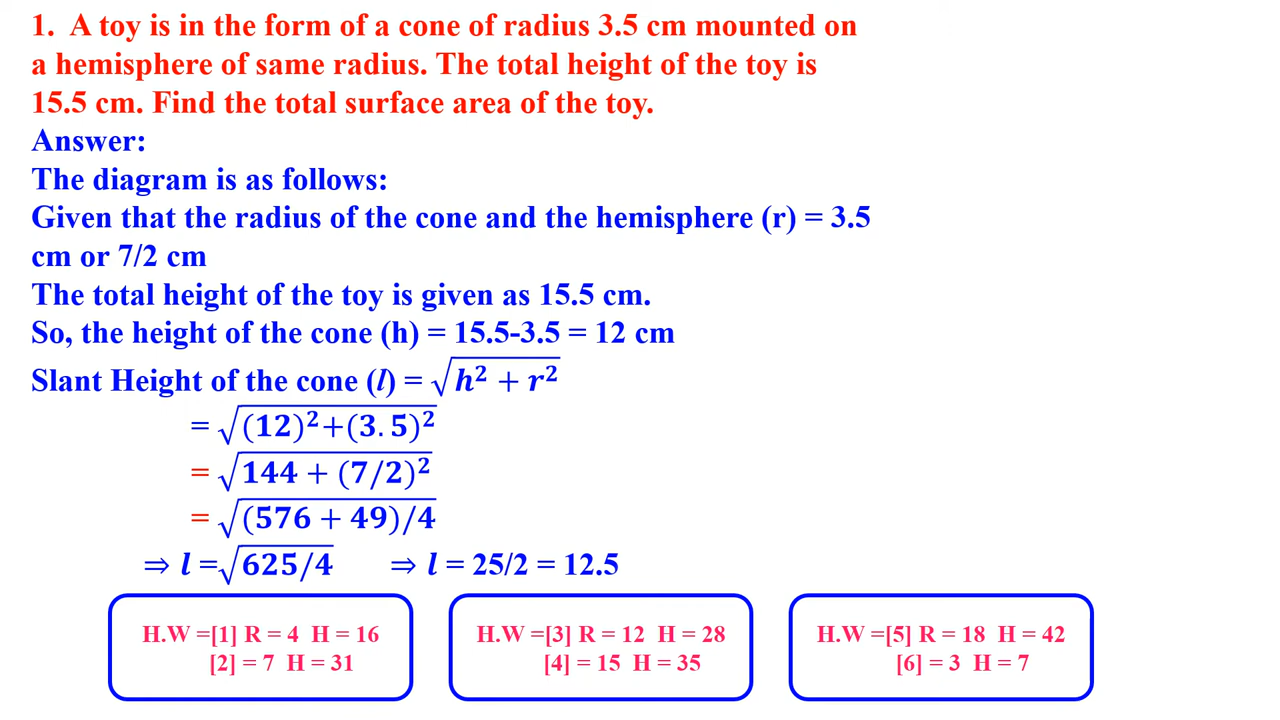 1. A toy is in the form of a cone of radius 3.5 cm mounted on
a hemisphere of same radius. The total height of the toy is
15.5 cm. Find the total surface area of the toy.
Answer:
The diagram is as follows:
Given that the radius of the cone and the hemisphere (r) = 3.5
cm or 7/2 cm
The total height of the toy is given as 15.5 cm.
So, the height of the cone (h) = 15.5-3.5 = 12 cm
Slant Height of the cone (l) = √(h² + r²)
= √((12)²+(3.5)²)
= √(144 + (7/2)²)
= √((576 + 49)/4)
⇒ l =√(625/4) ⇒ l = 25/2 = 12.5
H.W =[1] R = 4 H = 16
[2] = 7 H = 31
H.W =[3] R = 12 H = 28
[4] = 15 H = 35
H.W =[5] R = 18 H = 42
[6] = 3 H = 7